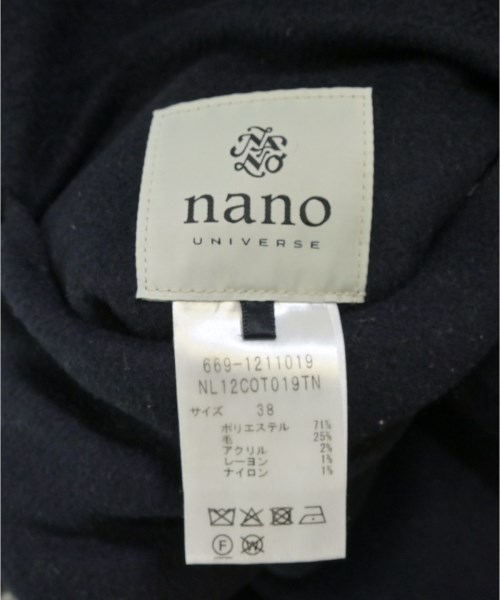 NANO
nano
UNIVERSE
669-1211019
NL12COT019TN
サイズ 38
ポリエステル 71%
毛 25%
アクリル 2%
レーヨン 1%
ナイロン 1%
F W